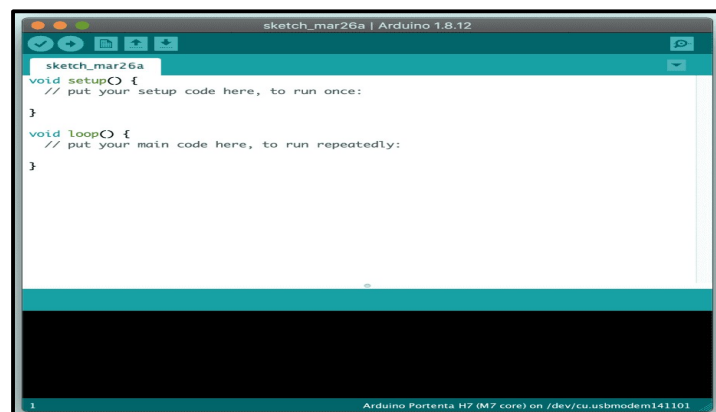 sketch_mar26a | Arduino 1.8.12
sketch_mar26a
void setup() {
  // put your setup code here, to run once:
}
void loop() {
  // put your main code here, to run repeatedly:
}
1
Arduino Portenta H7 (M7 core) on /dev/cu.usbmodem141101